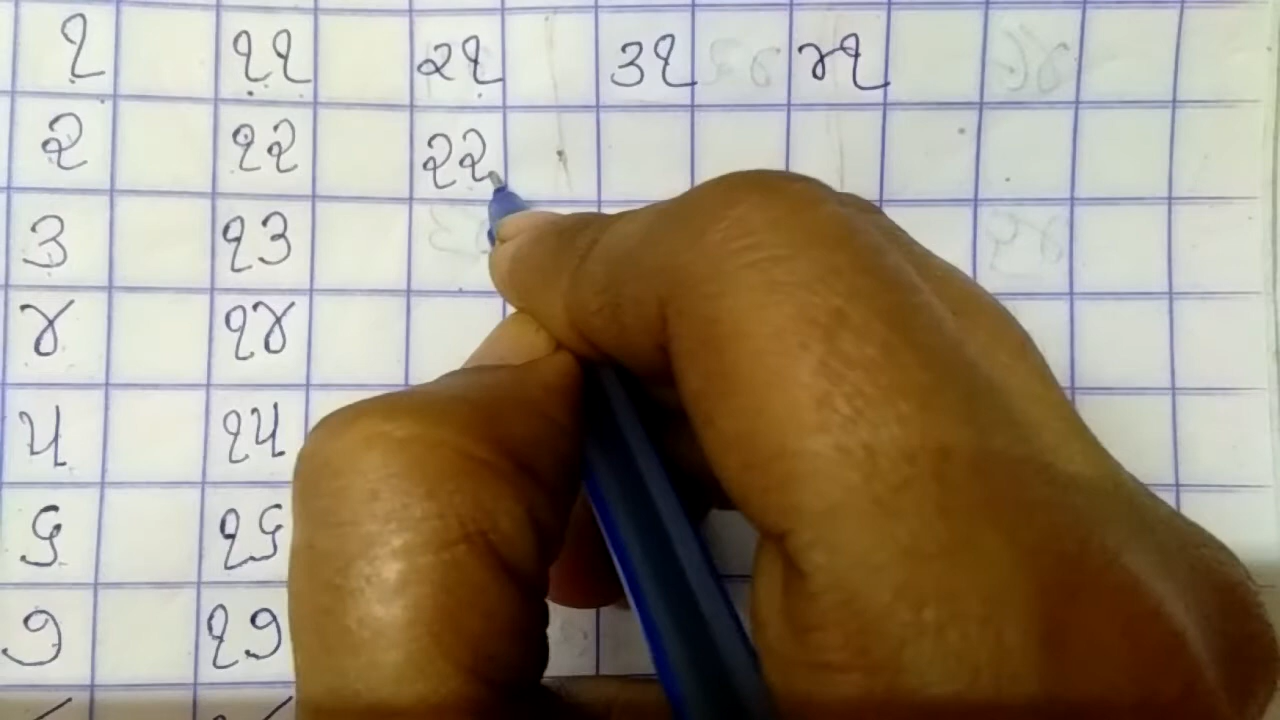 ૧ ૧૧ ૨૧ ૩૧ ૪૧
૨ ૧૨ ૨૨
૩ ૧૩
૪ ૧૪
૫ ૧૫
૬ ૧૬
૭ ૧૭